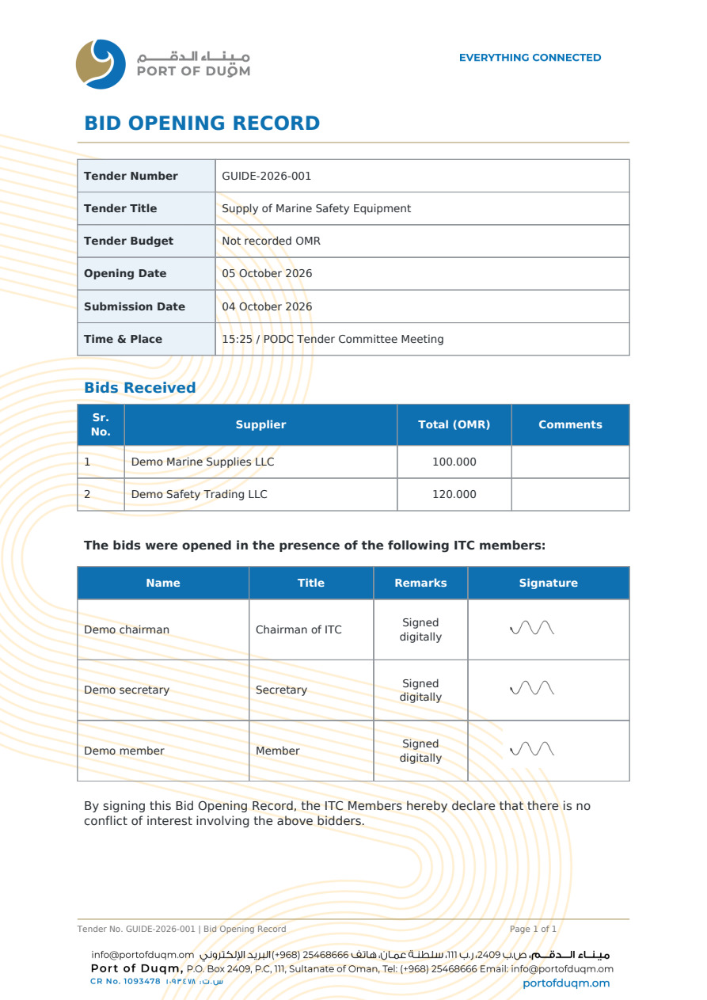 ميناء الدقم
PORT OF DUQM
EVERYTHING CONNECTED
BID OPENING RECORD
Tender Number GUIDE-2026-001
Tender Title Supply of Marine Safety Equipment
Tender Budget Not recorded OMR
Opening Date 05 October 2026
Submission Date 04 October 2026
Time & Place 15:25 / PODC Tender Committee Meeting
Bids Received
Sr. No. Supplier Total (OMR) Comments
1 Demo Marine Supplies LLC 100.000
2 Demo Safety Trading LLC 120.000
The bids were opened in the presence of the following ITC members:
Name Title Remarks Signature
Demo chairman Chairman of ITC Signed digitally
Demo secretary Secretary Signed digitally
Demo member Member Signed digitally
By signing this Bid Opening Record, the ITC Members hereby declare that there is no
conflict of interest involving the above bidders.
Tender No. GUIDE-2026-001 | Bid Opening Record Page 1 of 1
ميناء الدقم، ص.ب 2409، ر.ب 111، سلطنة عمان، هاتف 25468666 (968+) البريد الإلكتروني info@portofduqm.om
Port of Duqm, P.O. Box 2409, P.C, 111, Sultanate of Oman, Tel: (+968) 25468666 Email: info@portofduqm.om
CR No. 1093478 س.ت: ١٠٩٣٤٧٨
portofduqm.om